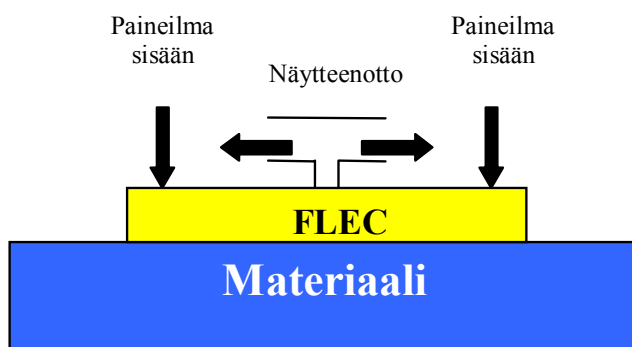 Paineilma
sisään
Paineilma
sisään
Näytteenotto
FLEC
Materiaali